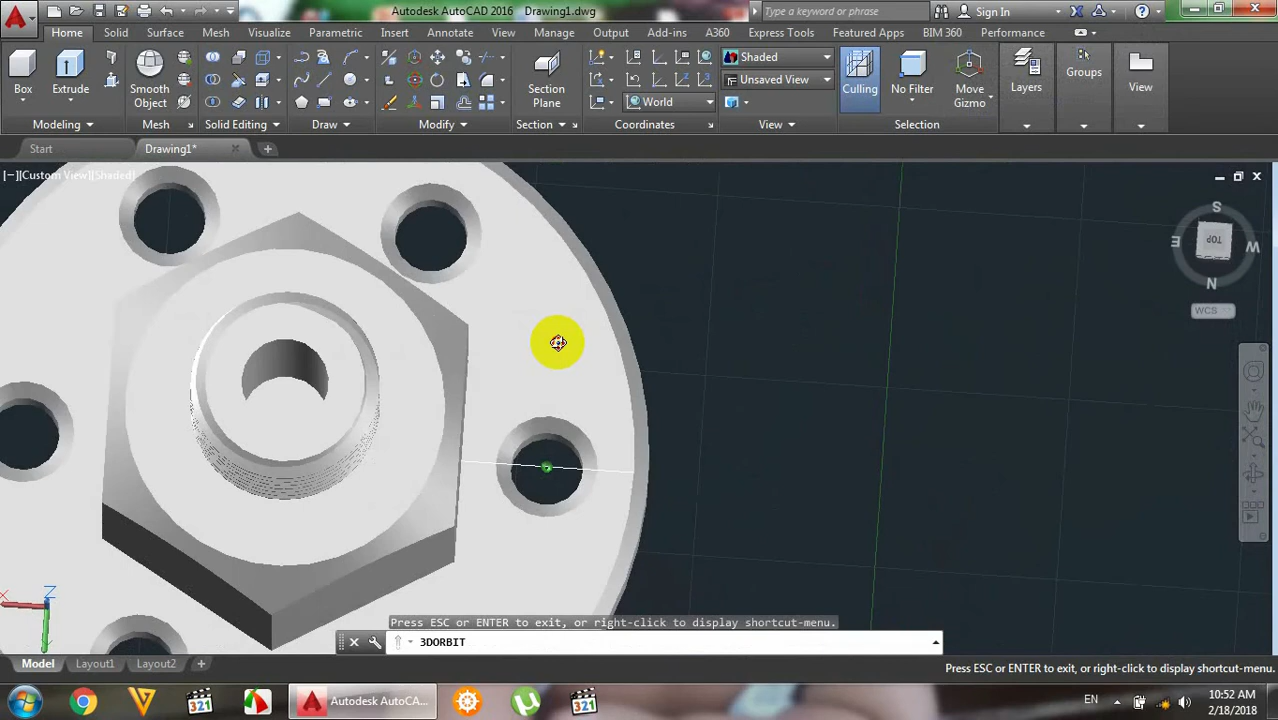 Autodesk AutoCAD 2016 Drawing1.dwg
Type a keyword or phrase
Sign In
Home Solid Surface Mesh Visualize Parametric Insert Annotate View Manage Output Add-ins A360 Express Tools Featured Apps BIM 360 Performance
Shaded
Unsaved View
World
Box Extrude Smooth Object Section Plane Culling No Filter Move Gizmo Layers Groups View
Modeling Mesh Solid Editing Draw Modify Section Coordinates View Selection
Start Drawing1*
[−][Custom View][Shaded]
S
E TOP W
N
WCS
X Z
Press ESC or ENTER to exit, or right-click to display shortcut-menu.
3DORBIT
Model Layout1 Layout2
Press ESC or ENTER to exit, or right-click to display shortcut-menu.
321 Autodesk AutoCA... 321
EN
10:52 AM
2/18/2018